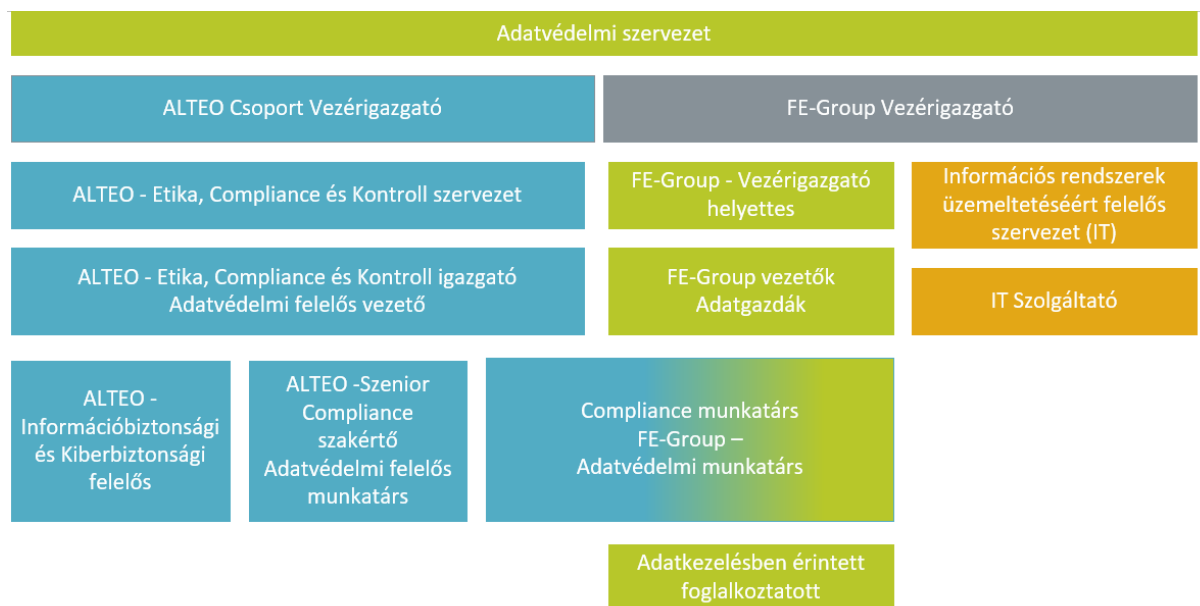 Adatvédelmi szervezet
ALTEO Csoport Vezérigazgató
FE-Group Vezérigazgató
ALTEO - Etika, Compliance és Kontroll szervezet
FE-Group - Vezérigazgató
helyettes
Információs rendszerek
üzemeltetéséért felelős
szervezet (IT)
ALTEO - Etika, Compliance és Kontroll igazgató
Adatvédelmi felelős vezető
FE-Group vezetők
Adatgazdák
IT Szolgáltató
ALTEO -
Információbiztonsági
és Kiberbiztonsági
felelős
ALTEO -Szenior
Compliance
szakértő
Adatvédelmi felelős
munkatárs
Compliance munkatárs
FE-Group –
Adatvédelmi munkatárs
Adatkezelésben érintett
foglalkoztatott